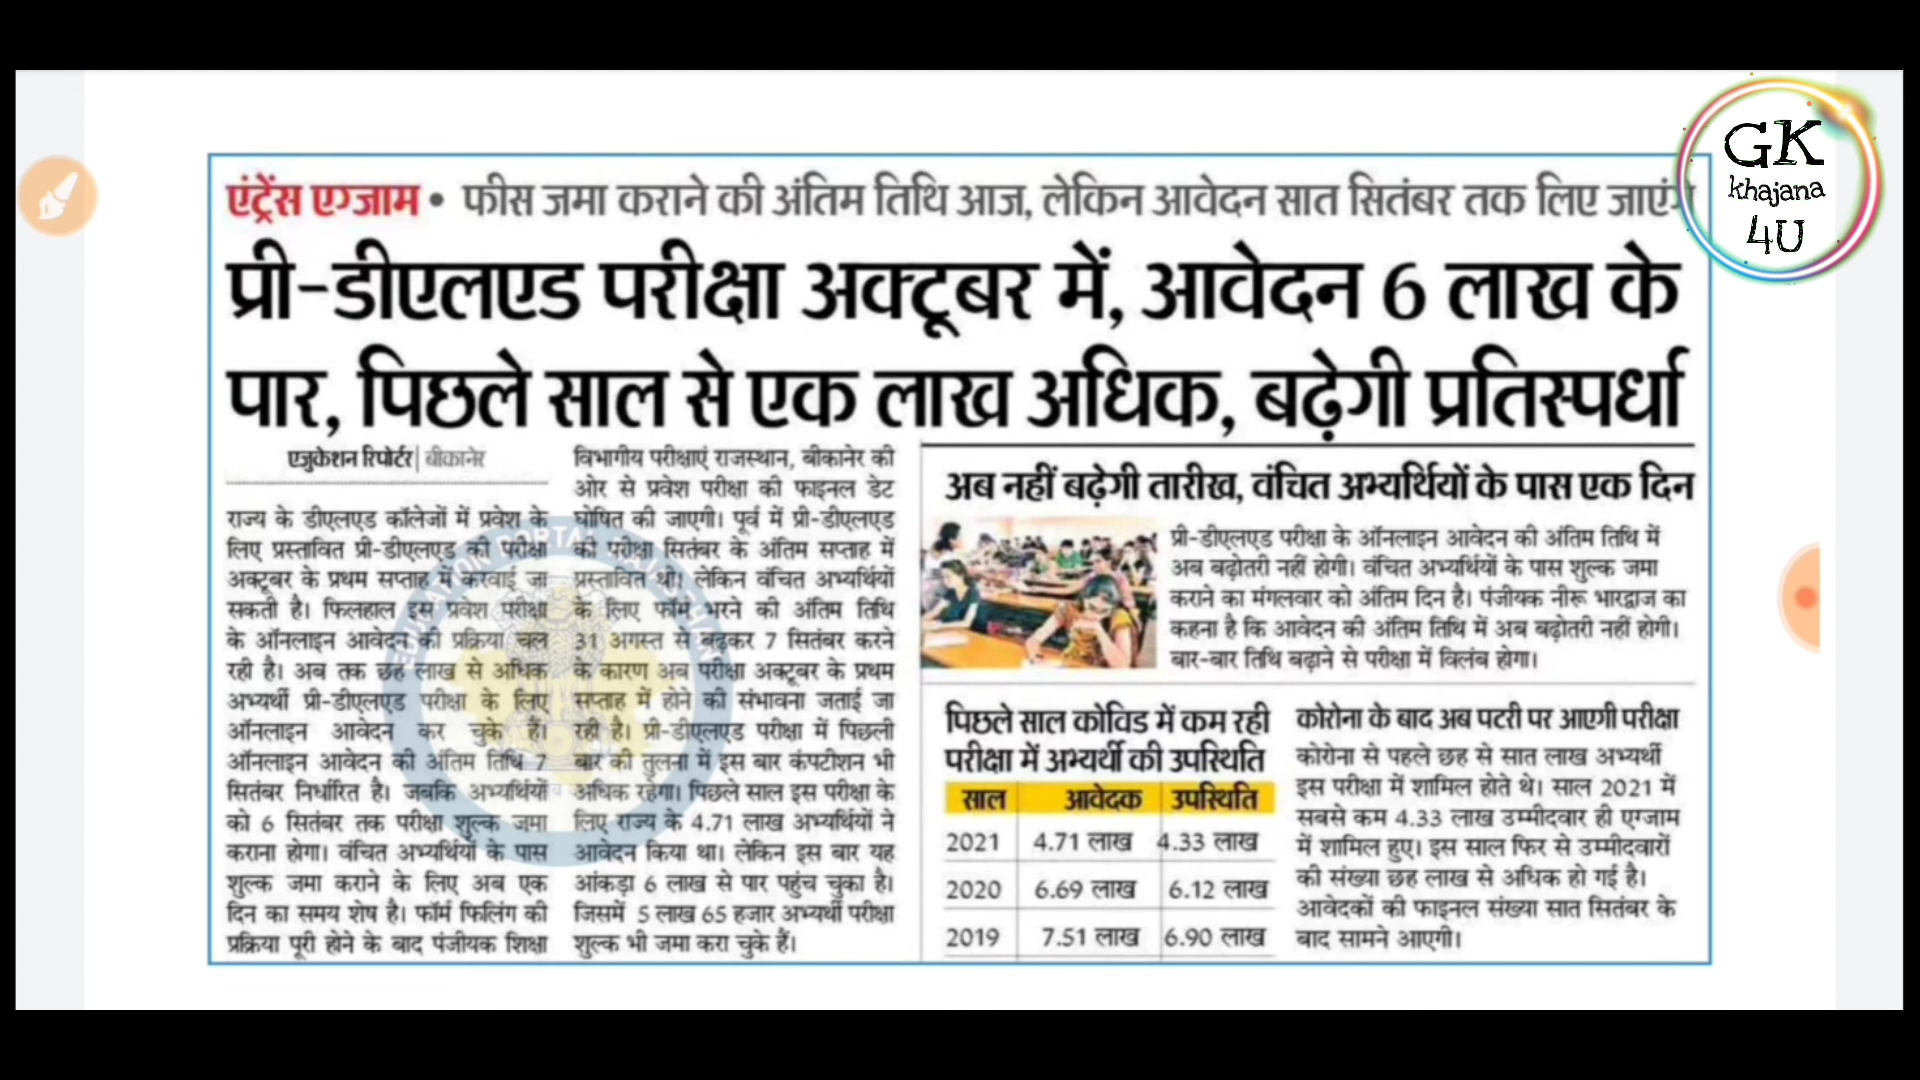 एंट्रेंस एग्जाम • फीस जमा कराने की अंतिम तिथि आज, लेकिन आवेदन सात सितंबर तक लिए
प्री-डीएलएड परीक्षा अक्टूबर में, आवेदन 6 लाख के
पार, पिछले साल से एक लाख अधिक, बढ़ेगी प्रतिस्पर्धा
एजुकेशन रिपोर्टर| बीकानेर
राज्य के डीएलएड कॉलेजों में प्रवेश के
लिए प्रस्तावित प्री-डीएलएड की परीक्षा
अक्टूबर के प्रथम सप्ताह में करवाई जा
सकती है। फिलहाल इस प्रवेश परीक्षा
के ऑनलाइन आवेदन की प्रक्रिया चल
रही है। अब तक छह लाख से अधिक
अभ्यर्थी प्री-डीएलएड परीक्षा के लिए
ऑनलाइन आवेदन कर चुके हैं।
ऑनलाइन आवेदन की अंतिम तिथि 7
सितंबर निर्धारित है। जबकि अभ्यर्थियों
को 6 सितंबर तक परीक्षा शुल्क जमा
कराना होगा। वंचित अभ्यर्थियों के पास
शुल्क जमा कराने के लिए अब एक
दिन का समय शेष है। फॉर्म फिलिंग की
प्रक्रिया पूरी होने के बाद पंजीयक शिक्षा
विभागीय परीक्षाएं राजस्थान, बीकानेर की
ओर से प्रवेश परीक्षा की फाइनल डेट
घोषित की जाएगी। पूर्व में प्री-डीएलएड
की परीक्षा सितंबर के अंतिम सप्ताह में
प्रस्तावित थी। लेकिन वंचित अभ्यर्थियों
के लिए फॉर्म भरने की अंतिम तिथि
31 अगस्त से बढ़कर 7 सितंबर करने
के कारण अब परीक्षा अक्टूबर के प्रथम
सप्ताह में होने की संभावना जताई जा
रही है। प्री-डीएलएड परीक्षा में पिछली
बार की तुलना में इस बार कंपटीशन भी
अधिक रहेगा। पिछले साल इस परीक्षा के
लिए राज्य के 4.71 लाख अभ्यर्थियों ने
आवेदन किया था। लेकिन इस बार यह
आंकड़ा 6 लाख से पार पहुंच चुका है।
जिसमें 5 लाख 65 हजार अभ्यर्थी परीक्षा
शुल्क भी जमा करा चुके हैं।
अब नहीं बढ़ेगी तारीख, वंचित अभ्यर्थियों के पास एक दिन
प्री-डीएलएड परीक्षा के ऑनलाइन आवेदन की अंतिम तिथि में
अब बढ़ोतरी नहीं होगी। वंचित अभ्यर्थियों के पास शुल्क जमा
कराने का मंगलवार को अंतिम दिन है। पंजीयक नीरू भारद्वाज का
कहना है कि आवेदन की अंतिम तिथि में अब बढ़ोतरी नहीं होगी।
बार-बार तिथि बढ़ाने से परीक्षा में विलंब होगा।
पिछले साल कोविड में कम रही
परीक्षा में अभ्यर्थी की उपस्थिति
साल आवेदक उपस्थिति
2021 4.71 लाख 4.33 लाख
2020 6.69 लाख 6.12 लाख
2019 7.51 लाख 6.90 लाख
कोरोना के बाद अब पटरी पर आएगी परीक्षा
कोरोना से पहले छह से सात लाख अभ्यर्थी
इस परीक्षा में शामिल होते थे। साल 2021 में
सबसे कम 4.33 लाख उम्मीदवार ही एग्जाम
में शामिल हुए। इस साल फिर से उम्मीदवारों
की संख्या छह लाख से अधिक हो गई है।
आवेदकों की फाइनल संख्या सात सितंबर के
बाद सामने आएगी।
GK
khajana
4U